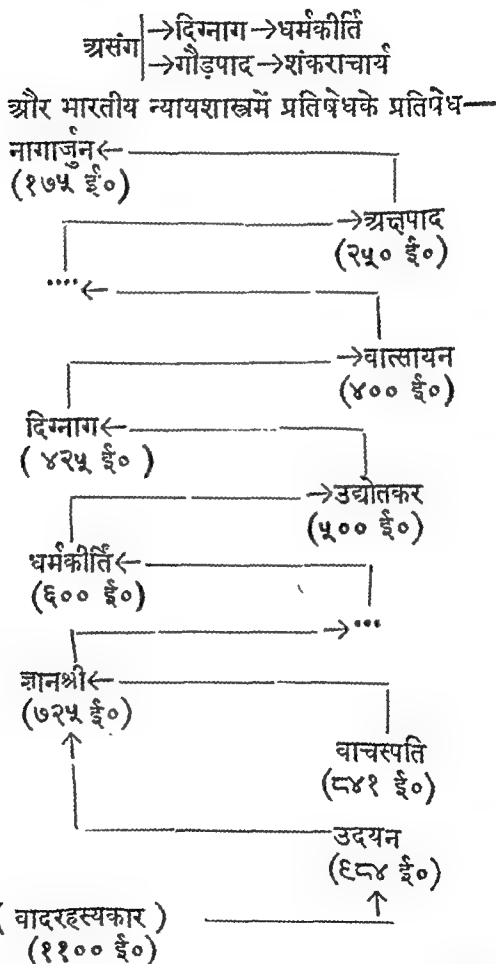 असंग →दिग्नाग →धर्मकीर्ति
→गौड़पाद →शंकराचार्य
और भारतीय न्यायशास्त्रमें प्रतिषेधके प्रतिषेध—
नागार्जुन←
(१७५ ई०)
→अक्षपाद
(२५० ई०)
....←
→वात्सायन
(४०० ई०)
दिग्नाग←
( ४२५ ई० )
→उद्योतकर
(५०० ई०)
धर्मकीर्ति←
(६०० ई०)
...
→...
ज्ञानश्री←
(७२५ ई०)
वाचस्पति
(८४१ ई०)
उदयन
(९८४ ई०)
( वादरहस्यकार )
(११०० ई०)